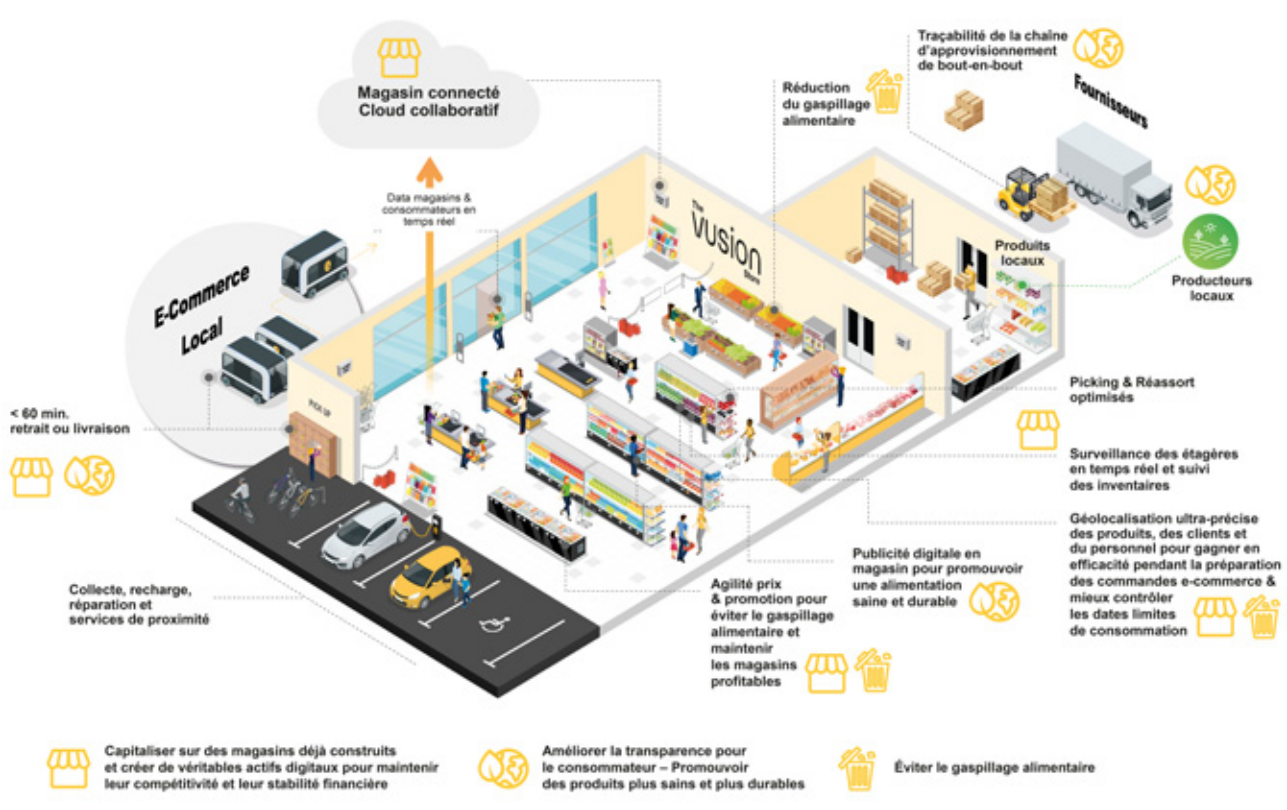 Magasin connecté
Cloud collaboratif
Data magasins &
consommateurs en
temps réel
Réduction
du gaspillage
alimentaire
Traçabilité de la chaîne
d'approvisionnement
de bout-en-bout
Fournisseurs
Produits
locaux
Producteurs
locaux
The
vusion
Store
E-Commerce
Local
< 60 min.
retrait ou livraison
PICK UP
Collecte, recharge,
réparation et
services de proximité
Picking & Réassort
optimisés
Surveillance des étagères
en temps réel et suivi
des inventaires
Géolocalisation ultra-précise
des produits, des clients et
du personnel pour gagner en
efficacité pendant la préparation
des commandes e-commerce &
mieux contrôler
les dates limites
de consommation
Publicité digitale en
magasin pour promouvoir
une alimentation
saine et durable
Agilité prix
& promotion pour
éviter le gaspillage
alimentaire et
maintenir
les magasins
profitables
Capitaliser sur des magasins déjà construits
et créer de véritables actifs digitaux pour maintenir
leur compétitivité et leur stabilité financière
Améliorer la transparence pour
le consommateur – Promouvoir
des produits plus sains et plus durables
Éviter le gaspillage alimentaire